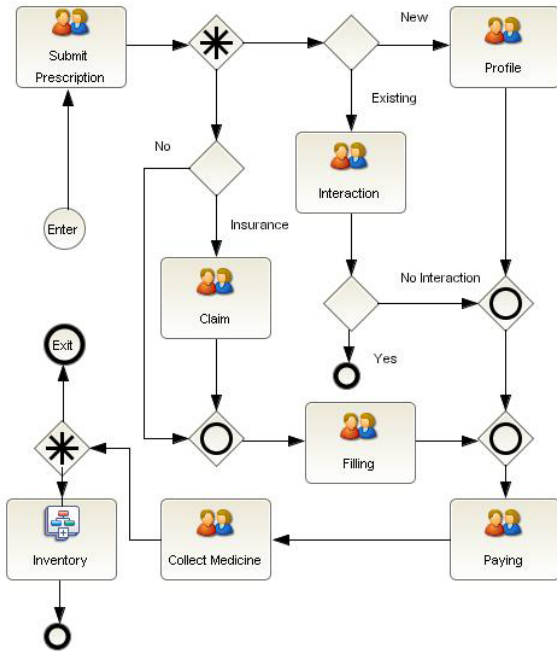 New
Submit
Prescription
Profile
Existing
No
Interaction
Insurance
Enter
No Interaction
Claim
Exit
Yes
Filling
Inventory
Collect Medicine
Paying